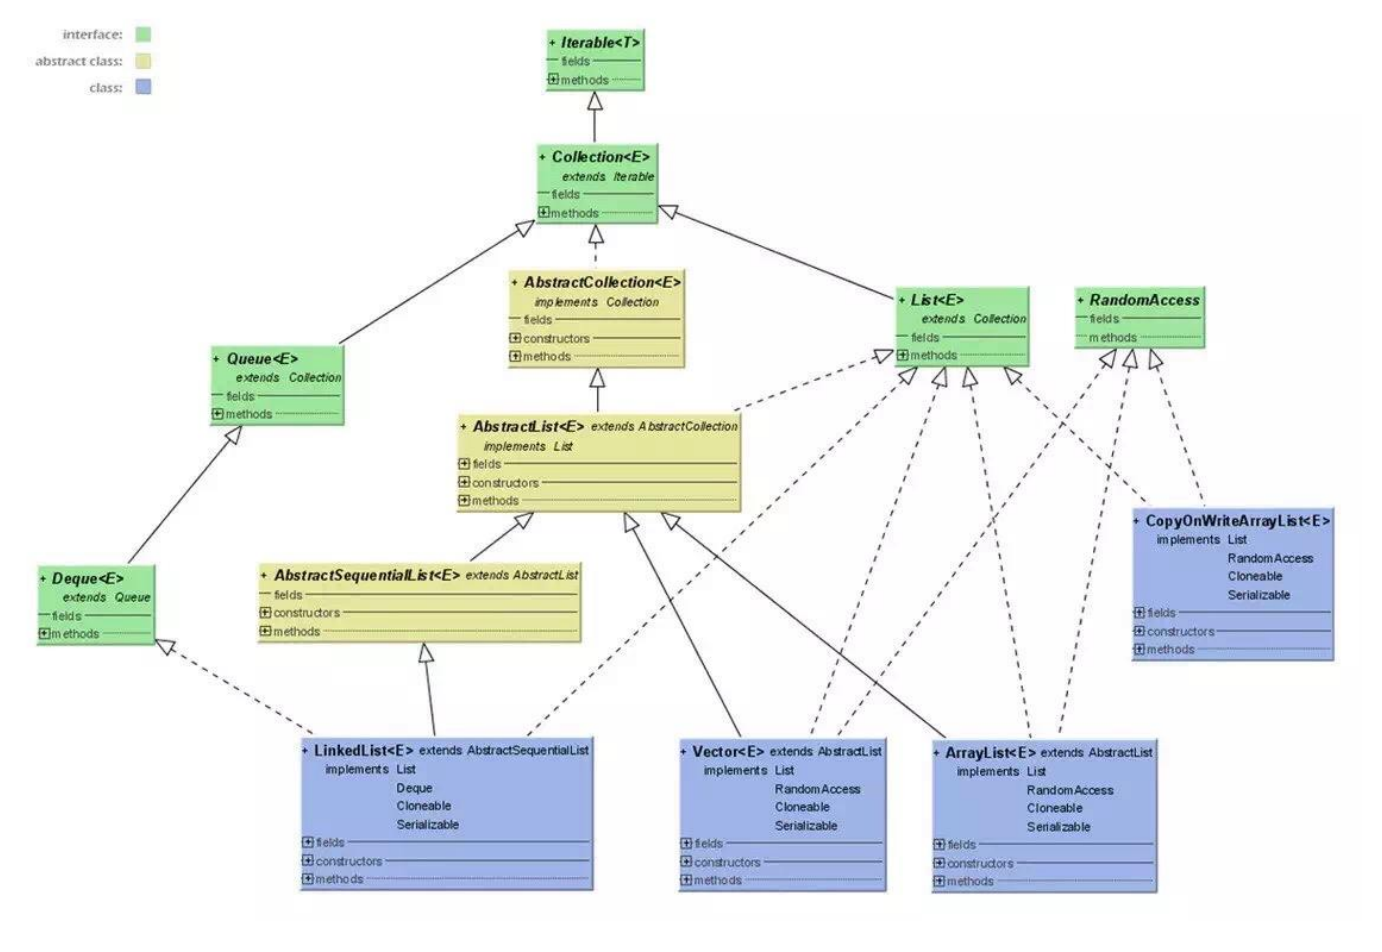 interface:
abstract class:
class:
+ Iterable<T>
fields
methods
+ Collection<E>
extends Iterable
fields
methods
+ AbstractCollection<E>
implements Collection
fields
constructors
methods
+ List<E>
extends Collection
fields
methods
+ RandomAccess
fields
methods
+ Queue<E>
extends Collection
fields
methods
+ AbstractList<E> extends AbstractCollection
implements List
fields
constructors
methods
+ CopyOnWriteArrayList<E>
implements List
RandomAccess
Cloneable
Serializable
fields
constructors
methods
+ Deque<E>
extends Queue
fields
methods
+ AbstractSequentialList<E> extends AbstractList
fields
constructors
methods
+ LinkedList<E> extends AbstractSequentialList
implements List
Deque
Cloneable
Serializable
fields
constructors
methods
+ Vector<E> extends AbstractList
implements List
RandomAccess
Cloneable
Serializable
fields
constructors
methods
+ ArrayList<E> extends AbstractList
implements List
RandomAccess
Cloneable
Serializable
fields
constructors
methods